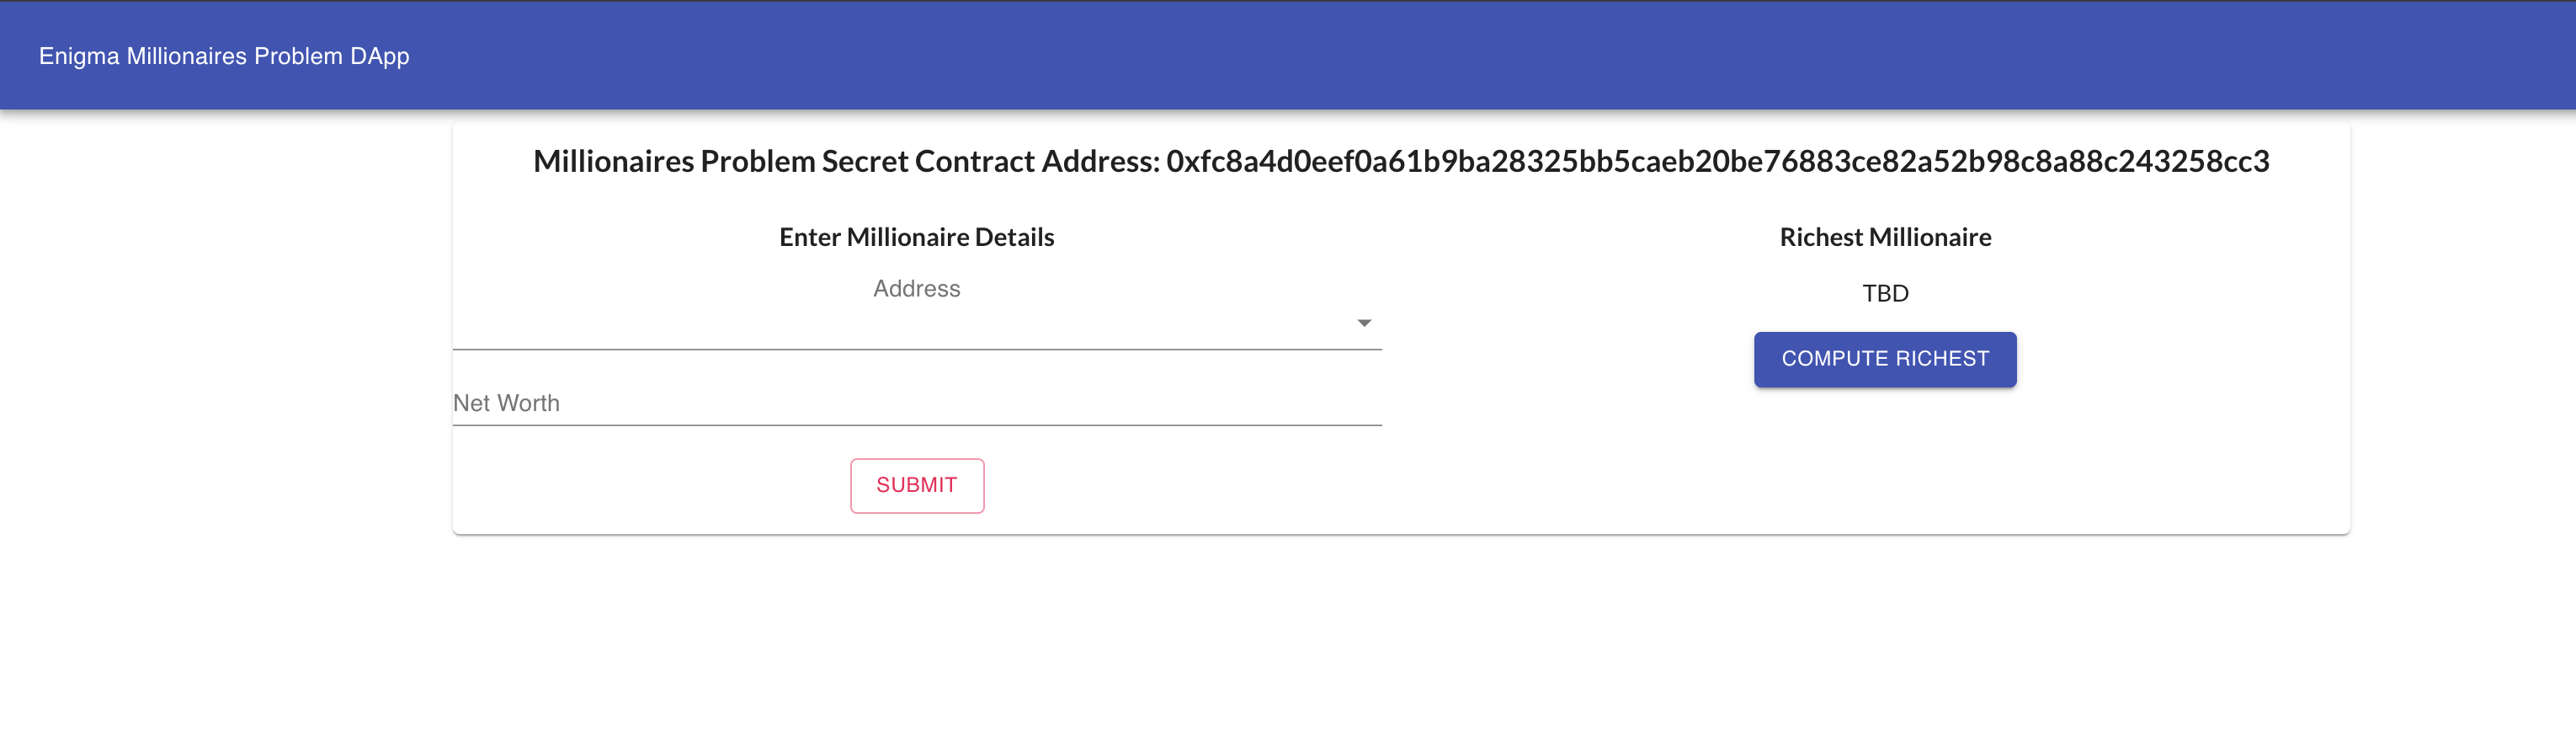 Enigma Millionaires Problem DApp
Millionaires Problem Secret Contract Address: 0xfc8a4d0eef0a61b9ba28325bb5caeb20be76883ce82a52b98c8a88c243258cc3
Enter Millionaire Details
Address
Net Worth
SUBMIT
Richest Millionaire
TBD
COMPUTE RICHEST